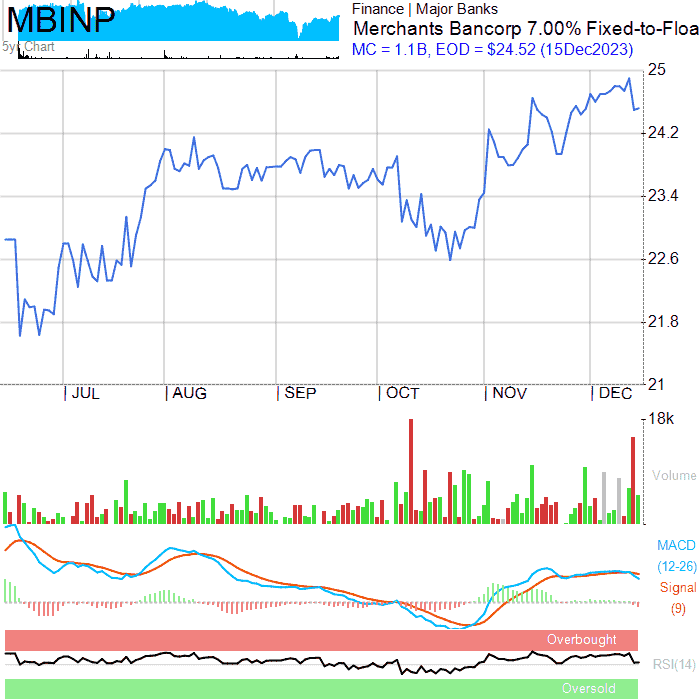 MBINP
5yr Chart
Finance | Major Banks
Merchants Bancorp 7.00% Fixed-to-Floa
MC = 1.1B, EOD = $24.52 (15Dec2023)
25
24.2
23.4
22.6
21.8
21
JUL AUG SEP OCT NOV DEC
18k
Volume
MACD
(12-26)
Signal
(9)
Overbought
RSI(14)
Oversold